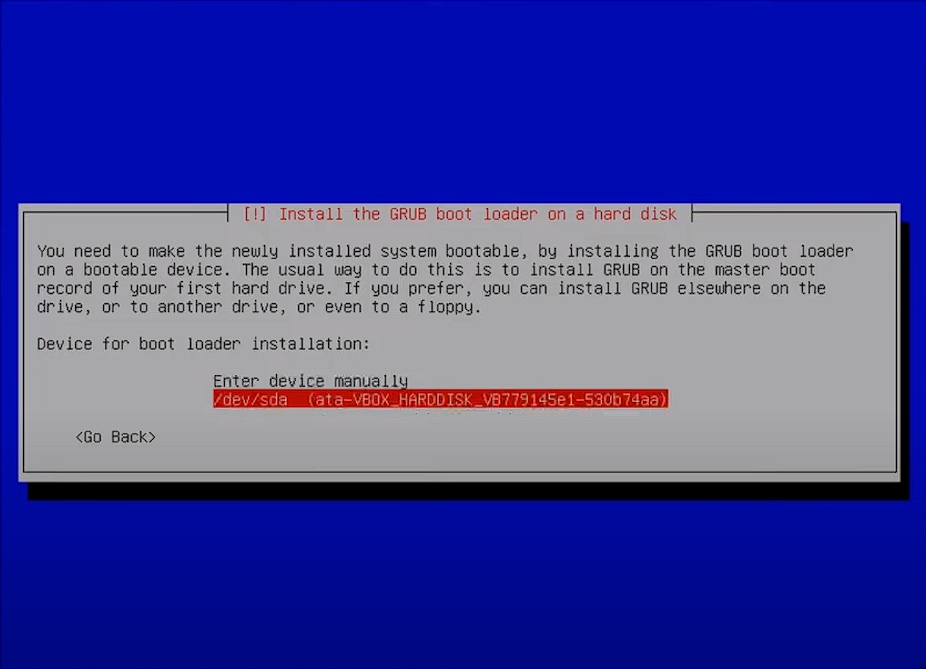 [!] Install the GRUB boot loader on a hard disk
You need to make the newly installed system bootable, by installing the GRUB boot loader
on a bootable device. The usual way to do this is to install GRUB on the master boot
record of your first hard drive. If you prefer, you can install GRUB elsewhere on the
drive, or to another drive, or even to a floppy.
Device for boot loader installation:
Enter device manually
/dev/sda (ata-VBOX_HARDDISK_VB779145e1-530b74aa)
<Go Back>